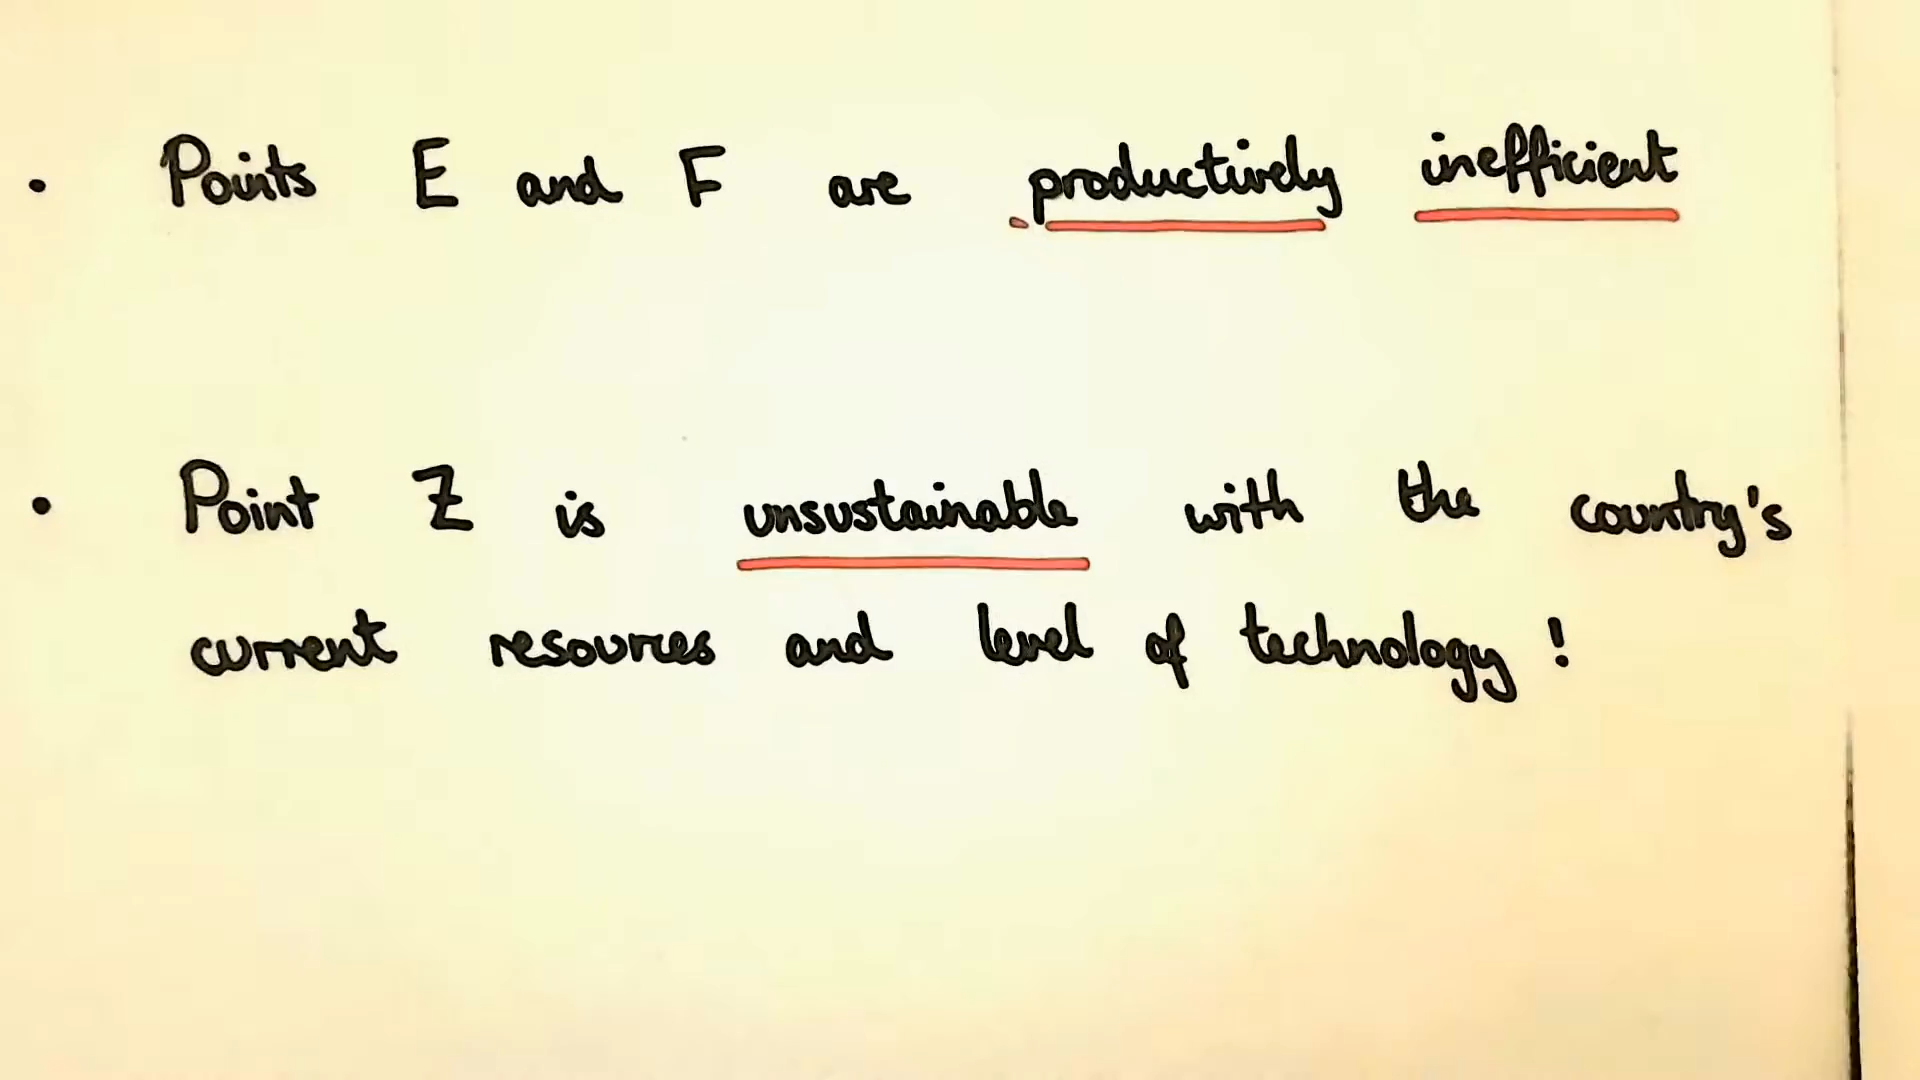 • Points E and F are productively inefficient
• Point Z is unsustainable with the country's
current resources and level of technology!